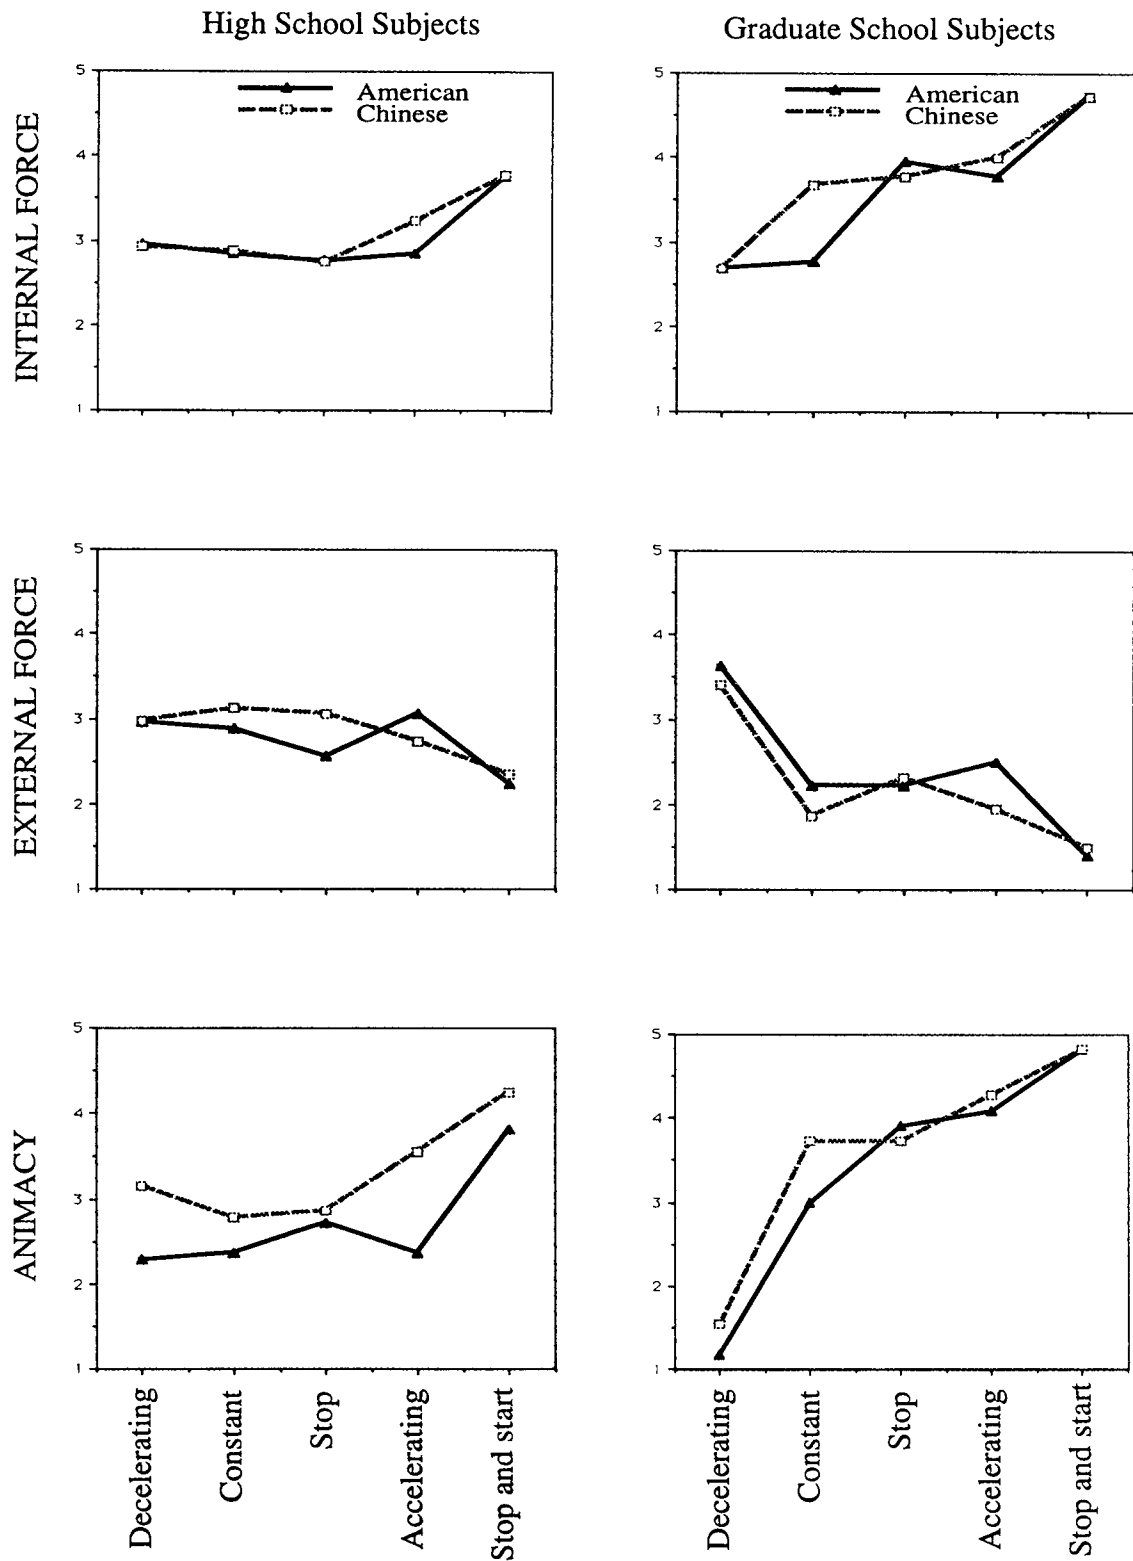 High School Subjects
Graduate School Subjects
INTERNAL FORCE
5
4
3
2
1
American
Chinese
5
4
3
2
1
American
Chinese
EXTERNAL FORCE
5
4
3
2
1
5
4
3
2
1
ANIMACY
5
4
3
2
1
5
4
3
2
1
Decelerating
Constant
Stop
Accelerating
Stop and start
Decelerating
Constant
Stop
Accelerating
Stop and start